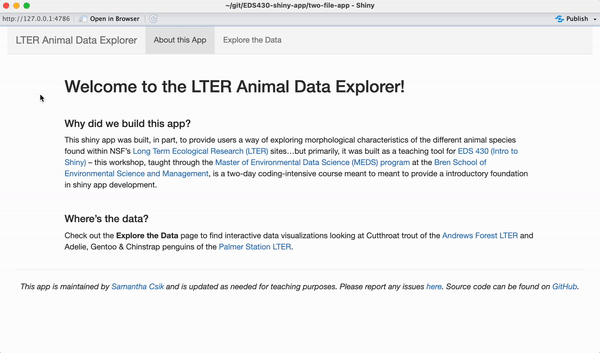 ~/git/EDS430-shiny-app/two-file-app - Shiny
http://127.0.0.1:4786 Open in Browser Publish
LTER Animal Data Explorer About this App Explore the Data
Welcome to the LTER Animal Data Explorer!
Why did we build this app?
This shiny app was built, in part, to provide users a way of exploring morphological characteristics of the different animal species
found within NSF's Long Term Ecological Research (LTER) sites...but primarily, it was built as a teaching tool for EDS 430 (Intro to
Shiny) – this workshop, taught through the Master of Environmental Data Science (MEDS) program at the Bren School of
Environmental Science and Management, is a two-day coding-intensive course meant to meant to provide a introductory foundation
in shiny app development.
Where's the data?
Check out the Explore the Data page to find interactive data visualizations looking at Cutthroat trout of the Andrews Forest LTER and
Adelie, Gentoo & Chinstrap penguins of the Palmer Station LTER.
This app is maintained by Samantha Csik and is updated as needed for teaching purposes. Please report any issues here. Source code can be found on GitHub.